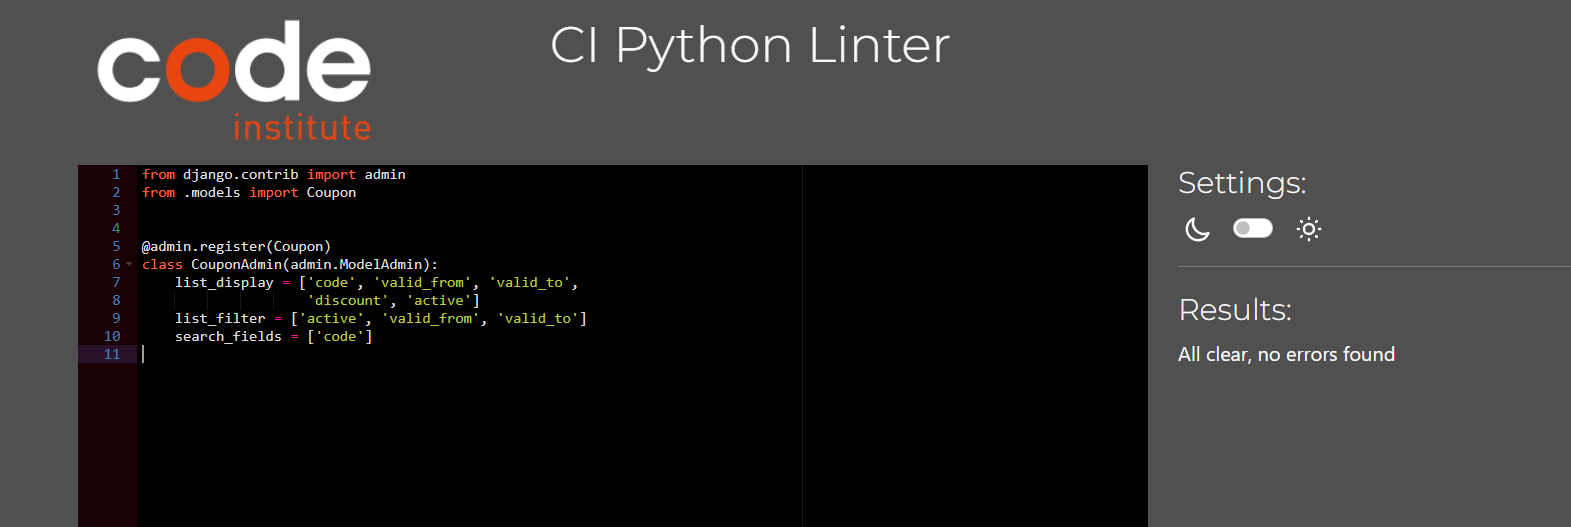 code
institute
CI Python Linter
1 from django.contrib import admin
2 from .models import Coupon
3
4
5 @admin.register(Coupon)
6 class CouponAdmin(admin.ModelAdmin):
7     list_display = ['code', 'valid_from', 'valid_to',
8                     'discount', 'active']
9     list_filter = ['active', 'valid_from', 'valid_to']
10     search_fields = ['code']
11
Settings:
Results:
All clear, no errors found